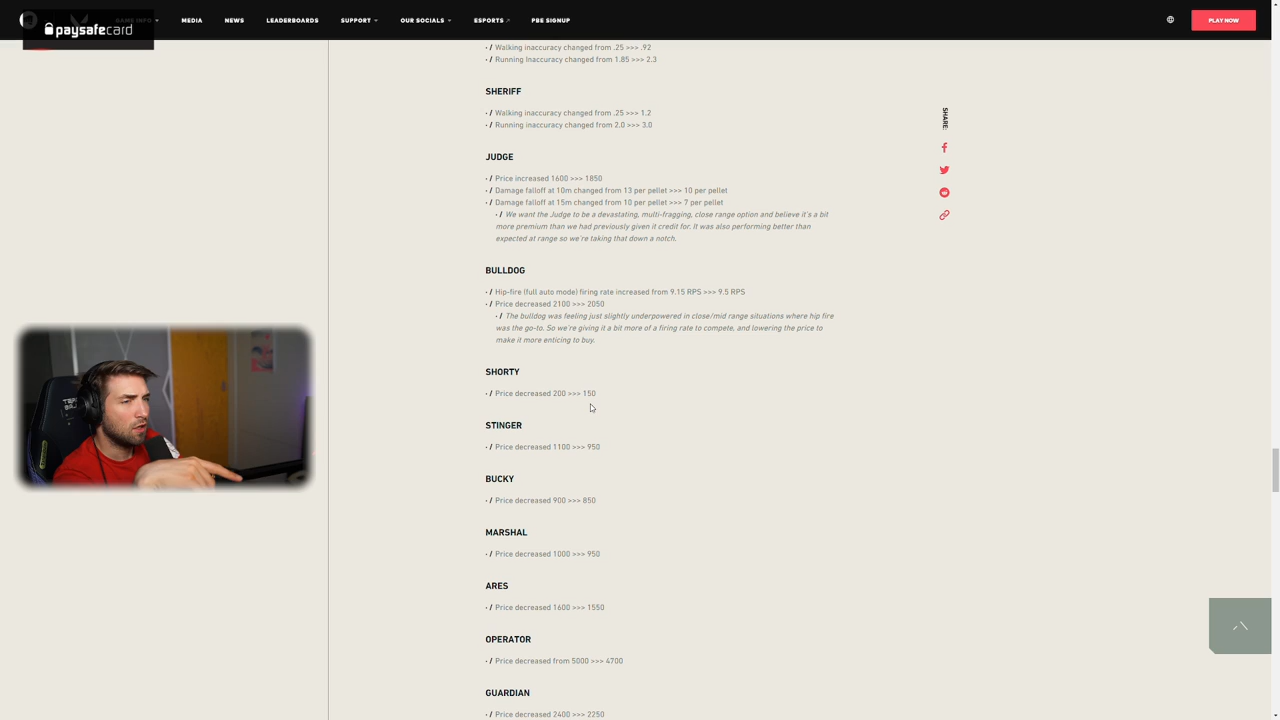 GAME INFO
MEDIA
NEWS
LEADERBOARDS
SUPPORT
OUR SOCIALS
ESPORTS
PBE SIGNUP
PLAY NOW
paysafecard
• / Walking inaccuracy changed from .25 >>> .92
• / Running Inaccuracy changed from 1.85 >>> 2.3
SHERIFF
• / Walking inaccuracy changed from .25 >>> 1.2
• / Running inaccuracy changed from 2.0 >>> 3.0
JUDGE
• / Price increased 1600 >>> 1850
• / Damage falloff at 10m changed from 13 per pellet >>> 10 per pellet
• / Damage falloff at 15m changed from 10 per pellet >>> 7 per pellet
• / We want the Judge to be a devastating, multi-fragging, close range option and believe it's a bit
more premium than we had previously given it credit for. It was also performing better than
expected at range so we're taking that down a notch.
BULLDOG
• / Hip-fire (full auto mode) firing rate increased from 9.15 RPS >>> 9.5 RPS
• / Price decreased 2100 >>> 2050
• / The bulldog was feeling just slightly underpowered in close/mid range situations where hip fire
was the go-to. So we're giving it a bit more of a firing rate to compete, and lowering the price to
make it more enticing to buy.
SHORTY
• / Price decreased 200 >>> 150
STINGER
• / Price decreased 1100 >>> 950
BUCKY
• / Price decreased 900 >>> 850
MARSHAL
• / Price decreased 1000 >>> 950
ARES
• / Price decreased 1600 >>> 1550
OPERATOR
• / Price decreased from 5000 >>> 4700
GUARDIAN
• / Price decreased 2400 >>> 2250
SHARE: